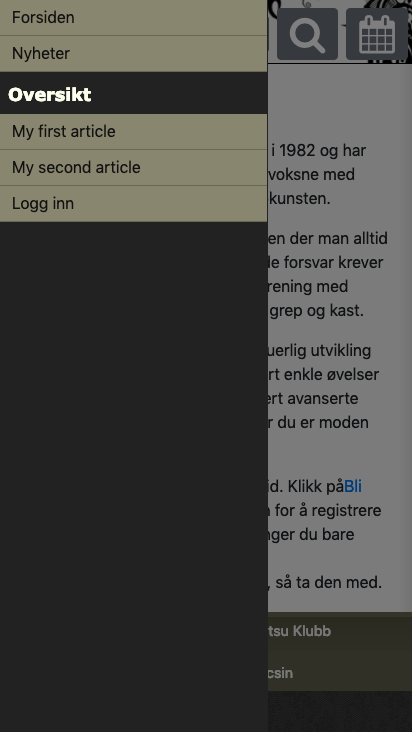 Forsiden
Nyheter
Oversikt
My first article
My second article
Logg inn
i 1982 og har
voksne med
kunsten.
en der man alltid
forsvar krever
rening med
grep og kast.
uerlig utvikling
rt enkle øvelser
ert avanserte
r du er moden
id. Klikk påBli
for å registrere
nger du bare
, så ta den med.
tsu Klubb
csin